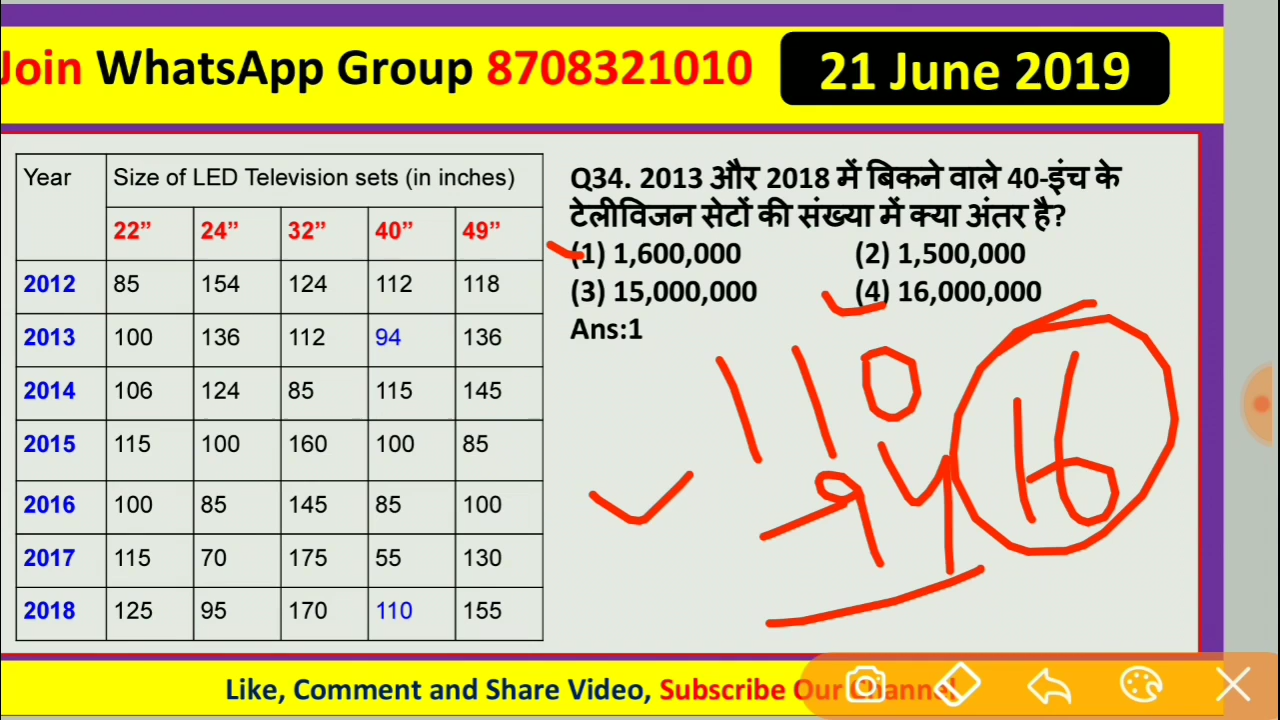 Join WhatsApp Group 8708321010
21 June 2019
Year Size of LED Television sets (in inches)
22” 24” 32” 40” 49”
2012 85 154 124 112 118
2013 100 136 112 94 136
2014 106 124 85 115 145
2015 115 100 160 100 85
2016 100 85 145 85 100
2017 115 70 175 55 130
2018 125 95 170 110 155
Q34. 2013 और 2018 में बिकने वाले 40-इंच के
टेलीविजन सेटों की संख्या में क्या अंतर है?
(1) 1,600,000 (2) 1,500,000
(3) 15,000,000 (4) 16,000,000
Ans:1
110
-94
16
Like, Comment and Share Video, Subscribe Our Channel